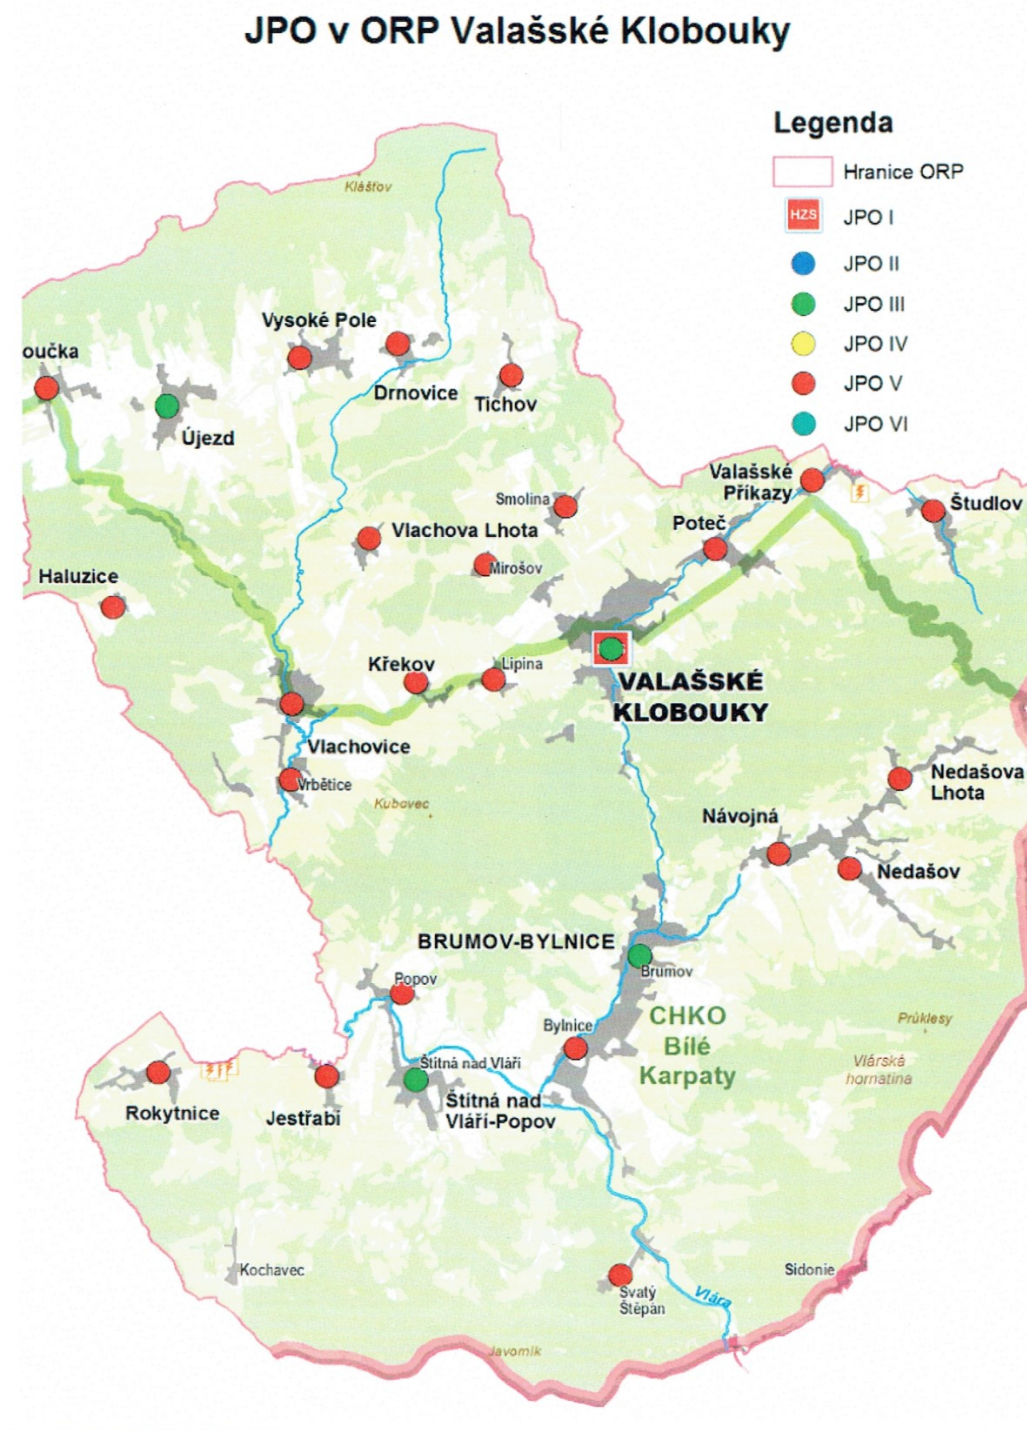 JPO v ORP Valašské Klobouky
Legenda
Hranice ORP
HZS JPO I
JPO II
JPO III
JPO IV
JPO V
JPO VI
Klášťov
Vysoké Pole
oučka
Drnovice
Tichov
Újezd
Valašské
Příkazy
Smolina
Študlov
Poteč
Vlachova Lhota
Mirošov
Haluzice
Křekov
Lipina
VALAŠSKÉ
KLOBOUKY
Vlachovice
Vrbětice
Kubovec
Nedašova
Lhota
Návojná
Nedašov
BRUMOV-BYLNICE
Brumov
Popov
CHKO
Bílé
Karpaty
Průklesy
Bylnice
Vlárská
hornatina
Štítná nad Vláří
Štítná nad
Vláří-Popov
Rokytnice
Jestřabí
Kochavec
Sidonie
Svatý
Štěpán
Vlára
Javorník